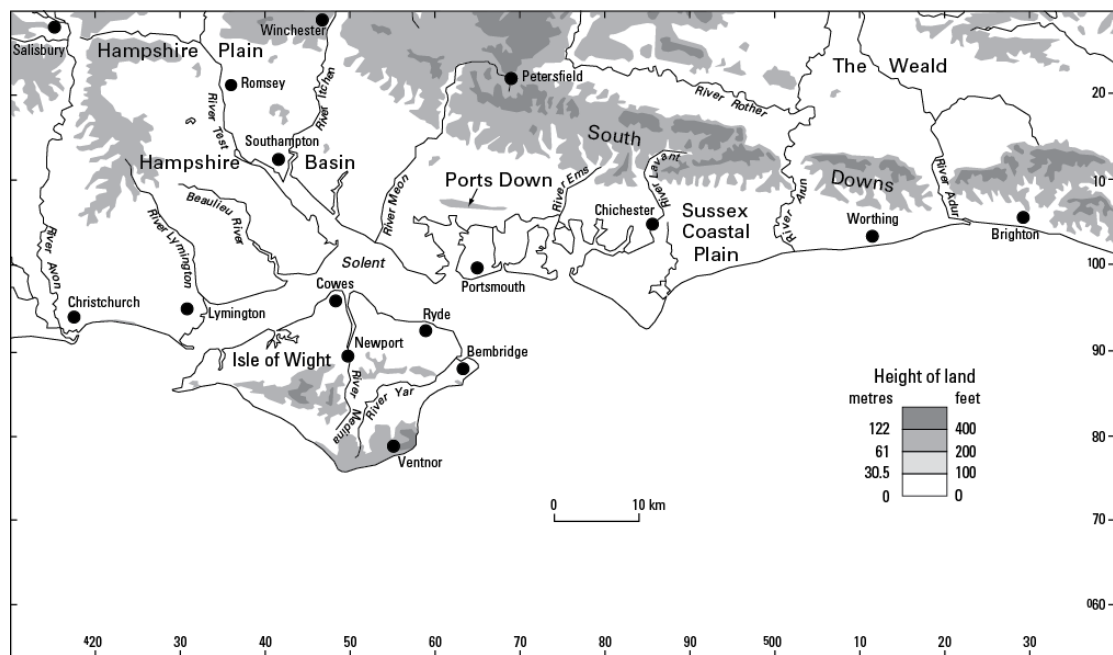 Salisbury
Hampshire Plain
Winchester
Romsey
River Itchen
River Test
Southampton
Hampshire Basin
Petersfield
River Rother
The Weald
20
South
Downs
River Meon
Ports Down
River Ems
River Lavant
Chichester
Sussex
Coastal
Plain
River Arun
Worthing
River Adur
Brighton
10
River Avon
River Lymington
Beaulieu
River
Solent
Portsmouth
100
Christchurch
Lymington
Cowes
Ryde
Newport
Bembridge
Isle of Wight
River Medina
River Yar
Ventnor
90
Height of land
metres feet
122 400
61 200
30.5 100
0 0
80
0 10 km
70
060
420 30 40 50 60 70 80 90 500 10 20 30